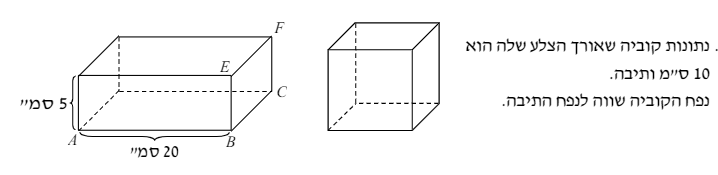 . נתונות קוביה שאורך הצלע שלה הוא
10 ס״מ ותיבה.
נפח הקוביה שווה לנפח התיבה.
F
E
C
5 סמ״
A
B
20 סמ״